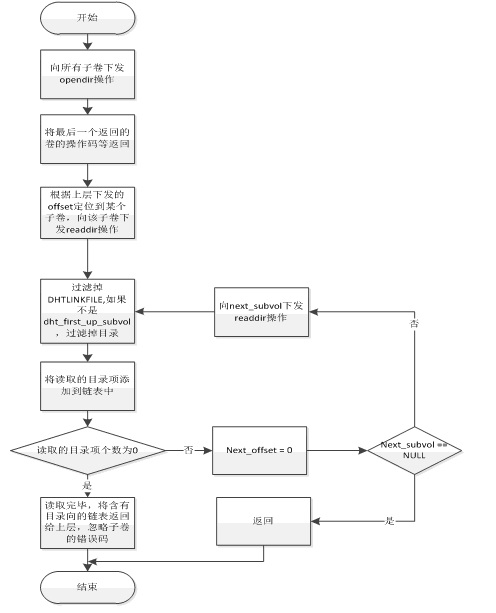 开始
向所有子卷下发
opendir操作
将最后一个返回的
卷的操作码等返回
根据上层下发的
offset定位到某个
子卷，向该子卷下
发readdir操作
过滤掉
DHTLINKFILE,如果
不是
dht_first_up_subvol
，过滤掉目录
向next_subvol下发
readdir操作
否
将读取的目录项添
加到链表中
读取的目录项个数为0
否
Next_offset = 0
Next_subvol ==
NULL
是
读取完毕，将含有
目录向的链表返回
给上层，忽略子卷
的错误码
返回
是
结束